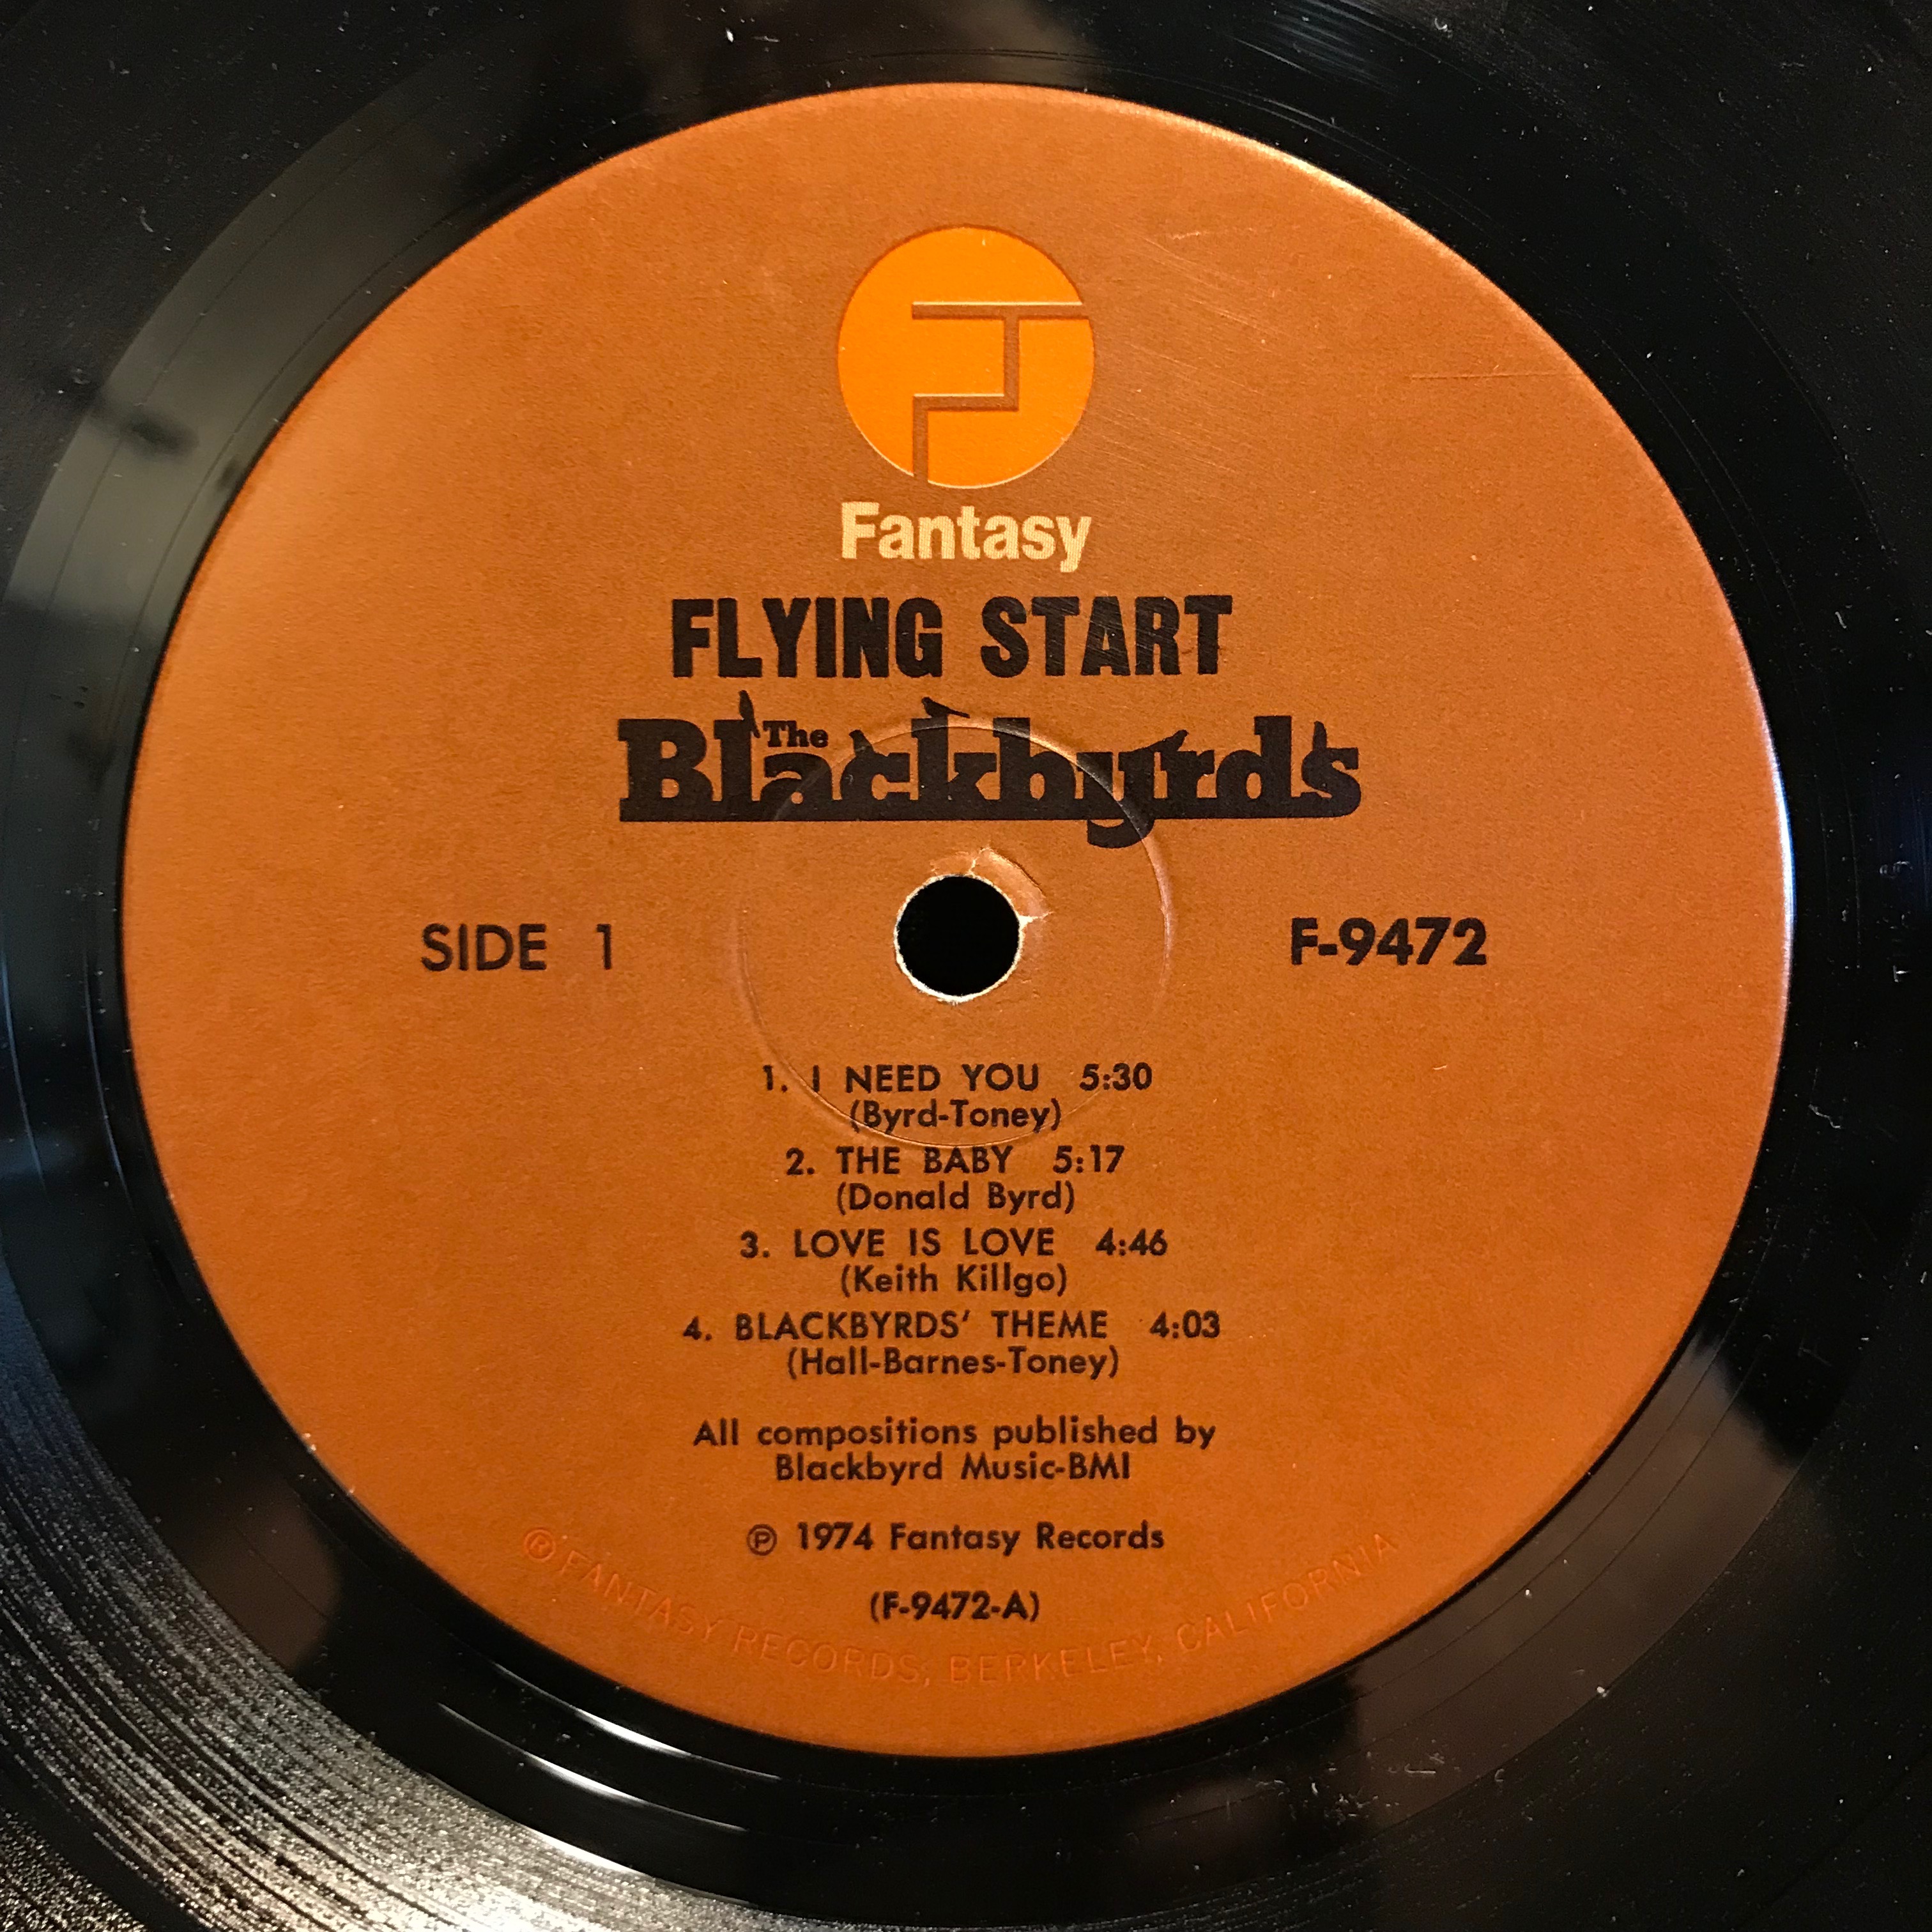 Fantasy
FLYING START
The
Blackbyrds
SIDE 1
F-9472
1. I NEED YOU 5:30
(Byrd-Toney)
2. THE BABY 5:17
(Donald Byrd)
3. LOVE IS LOVE 4:46
(Keith Killgo)
4. BLACKBYRDS' THEME 4:03
(Hall-Barnes-Toney)
All compositions published by
Blackbyrd Music-BMI
℗ 1974 Fantasy Records
(F-9472-A)
® FANTASY RECORDS, BERKELEY, CALIFORNIA